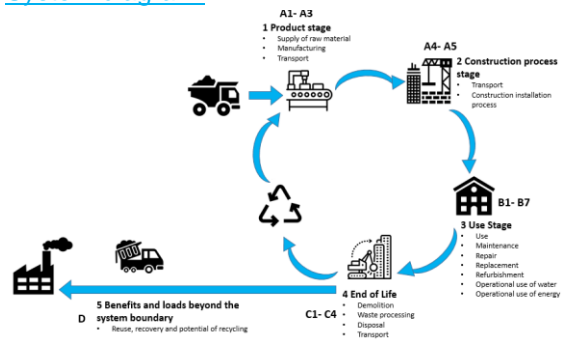 A1- A3
1 Product stage
• Supply of raw material
• Manufacturing
• Transport
A4- A5
2 Construction process
stage
• Transport
• Construction installation
process
B1- B7
3 Use Stage
• Use
• Maintenance
• Repair
• Replacement
• Refurbishment
• Operational use of water
• Operational use of energy
4 End of Life
• Demolition
• Waste processing
• Disposal
• Transport
C1- C4
5 Benefits and loads beyond the
system boundary
• Reuse, recovery and potential of recycling
D